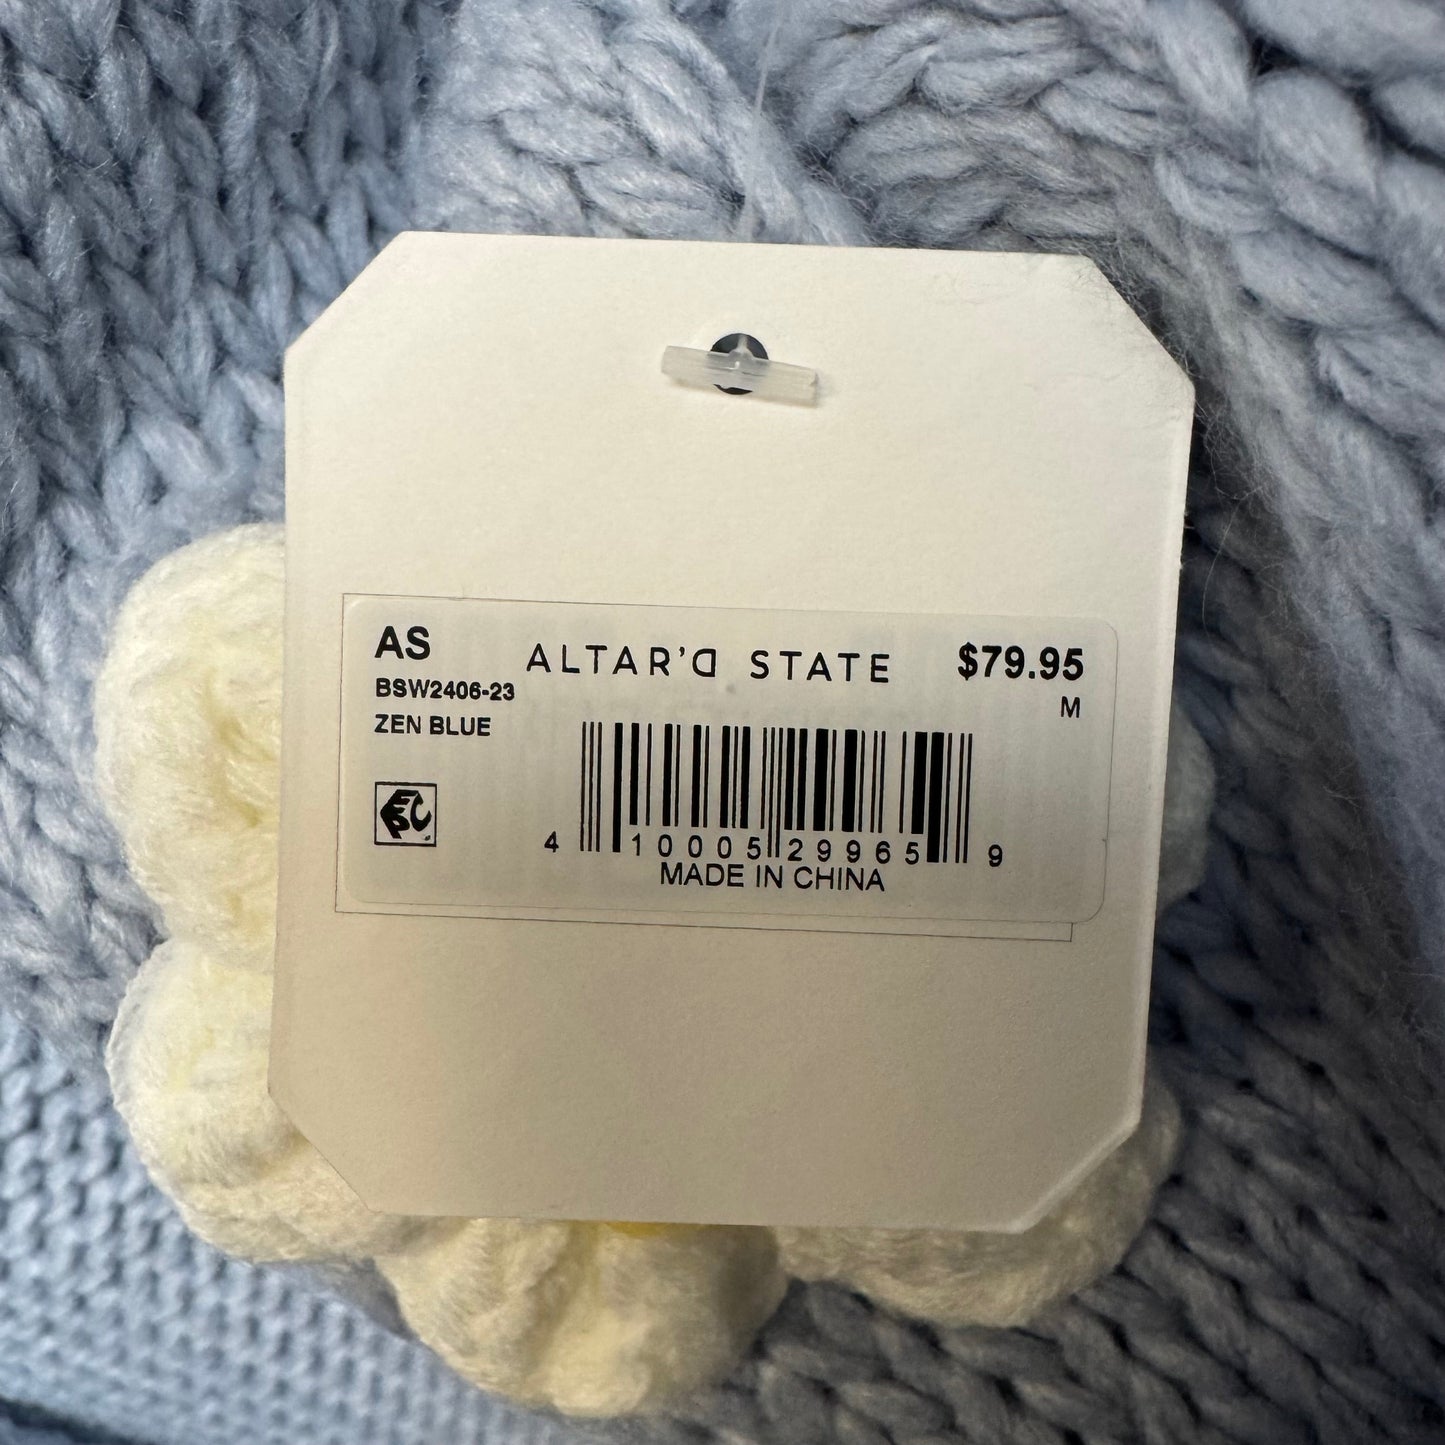 AS ALTAR'D STATE $79.95
BSW2406-23 M
ZEN BLUE
4 10005 29965 9
MADE IN CHINA